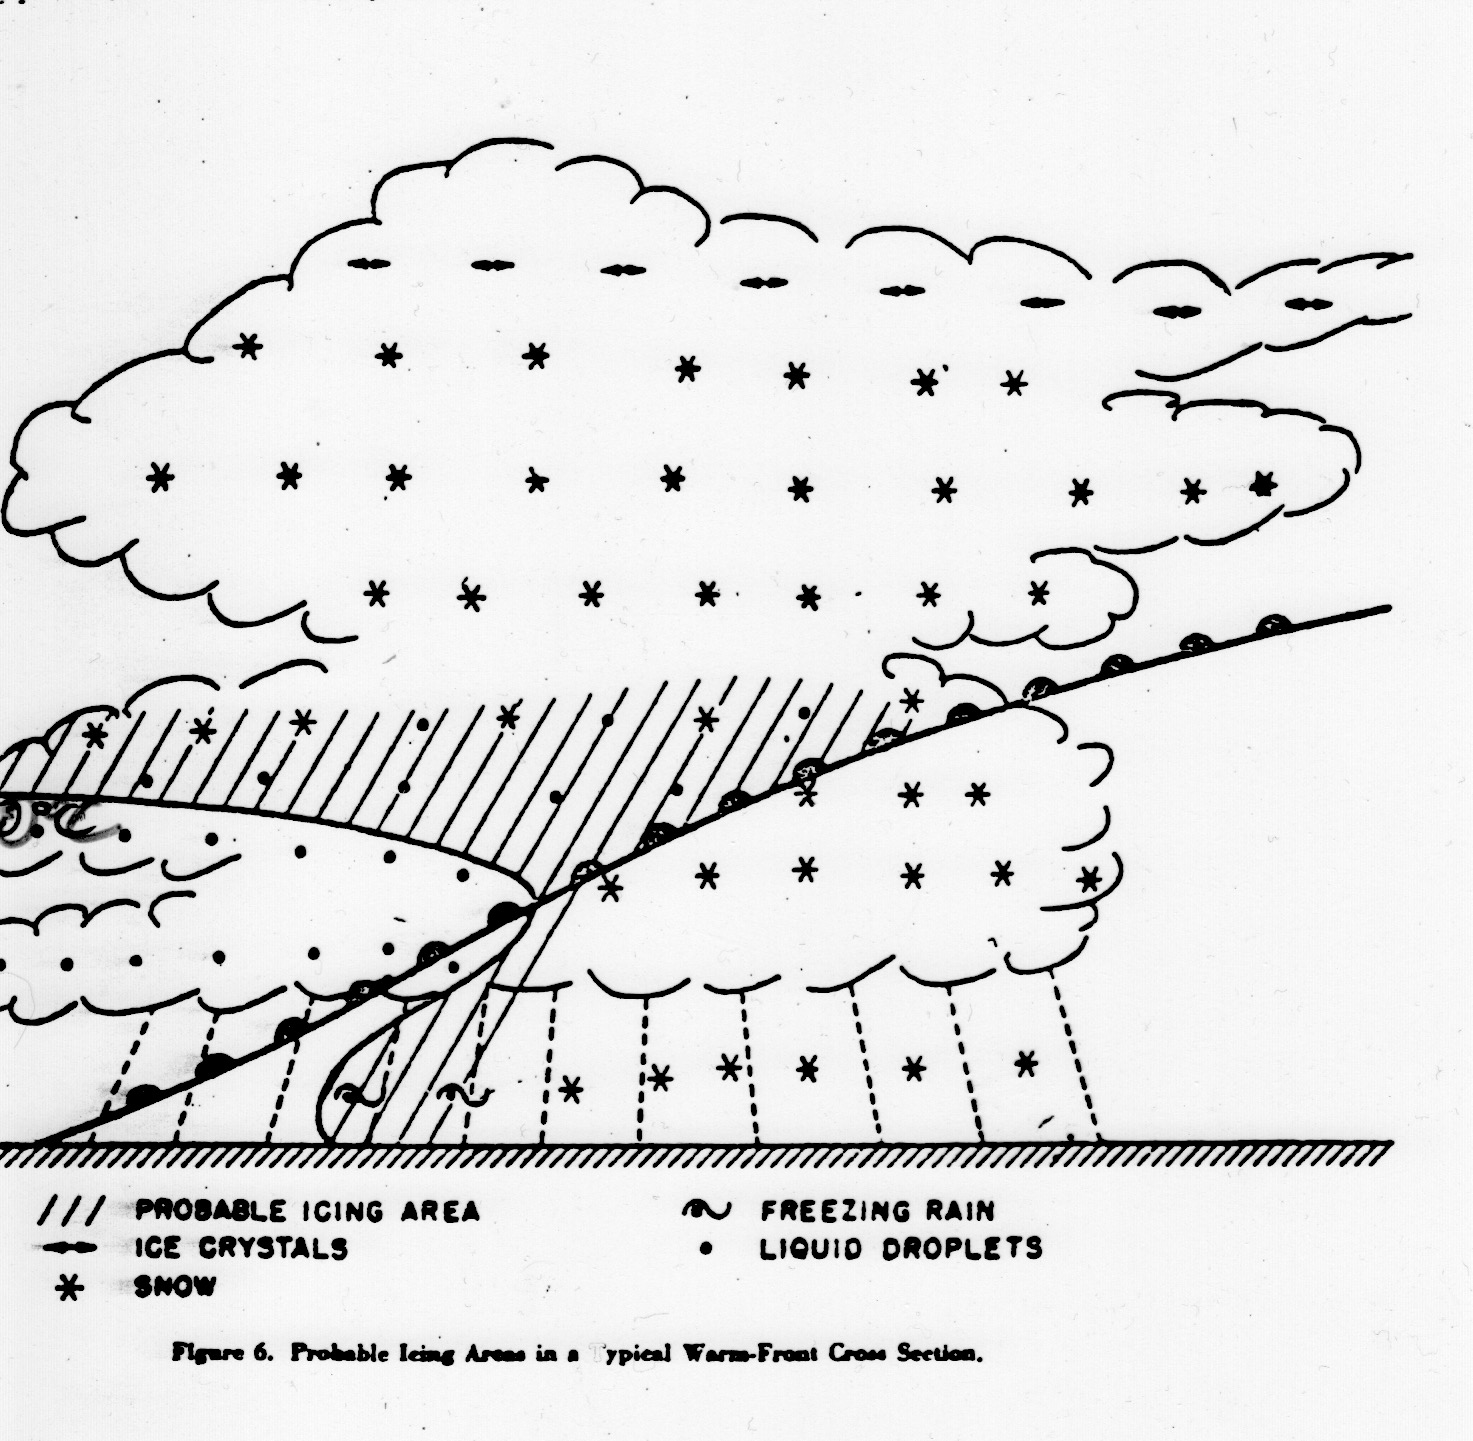 /// PROBABLE ICING AREA
ICE CRYSTALS
* SNOW
FREEZING RAIN
• LIQUID DROPLETS
Figure 6. Probable Icing Areas in a ypical Warm-Front Cross Section.